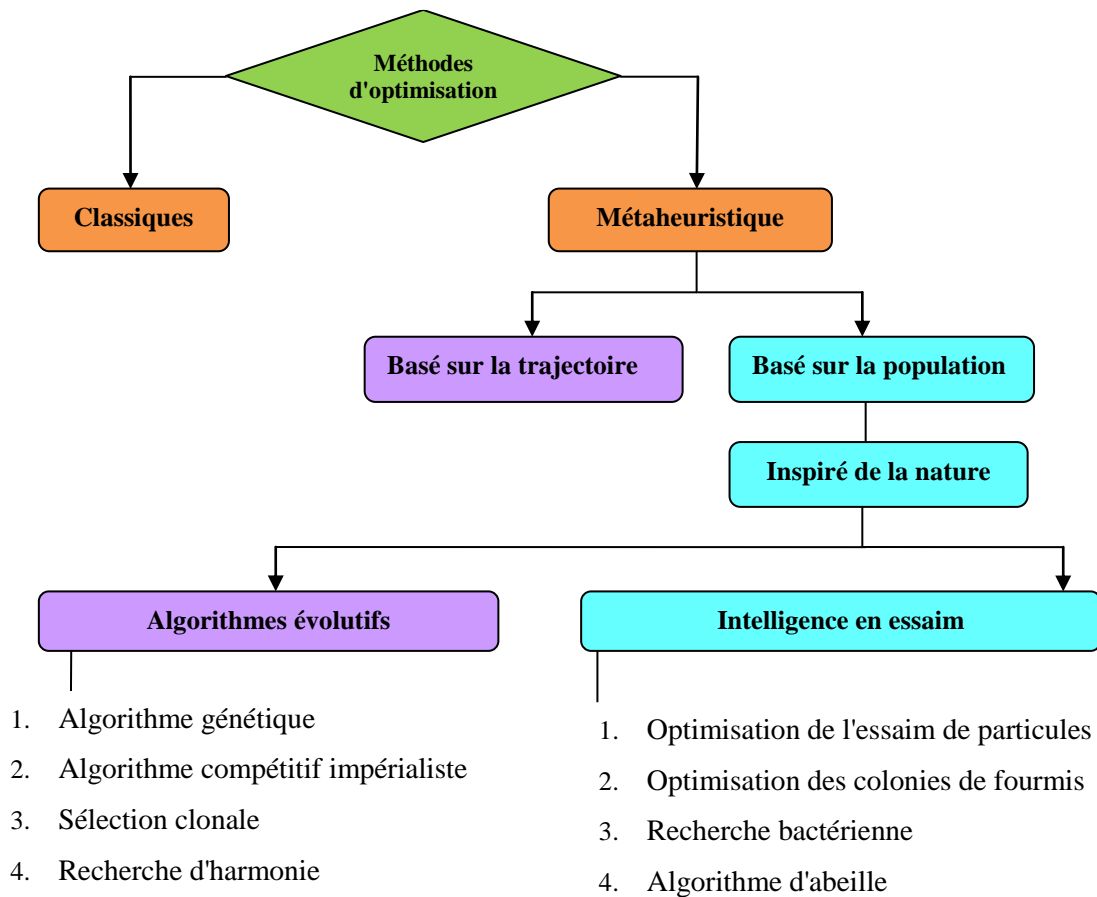 Méthodes
d'optimisation
Classiques
Métaheuristique
Basé sur la trajectoire
Basé sur la population
Inspiré de la nature
Algorithmes évolutifs
Intelligence en essaim
1. Algorithme génétique
2. Algorithme compétitif impérialiste
3. Sélection clonale
4. Recherche d'harmonie
1. Optimisation de l'essaim de particules
2. Optimisation des colonies de fourmis
3. Recherche bactérienne
4. Algorithme d'abeille